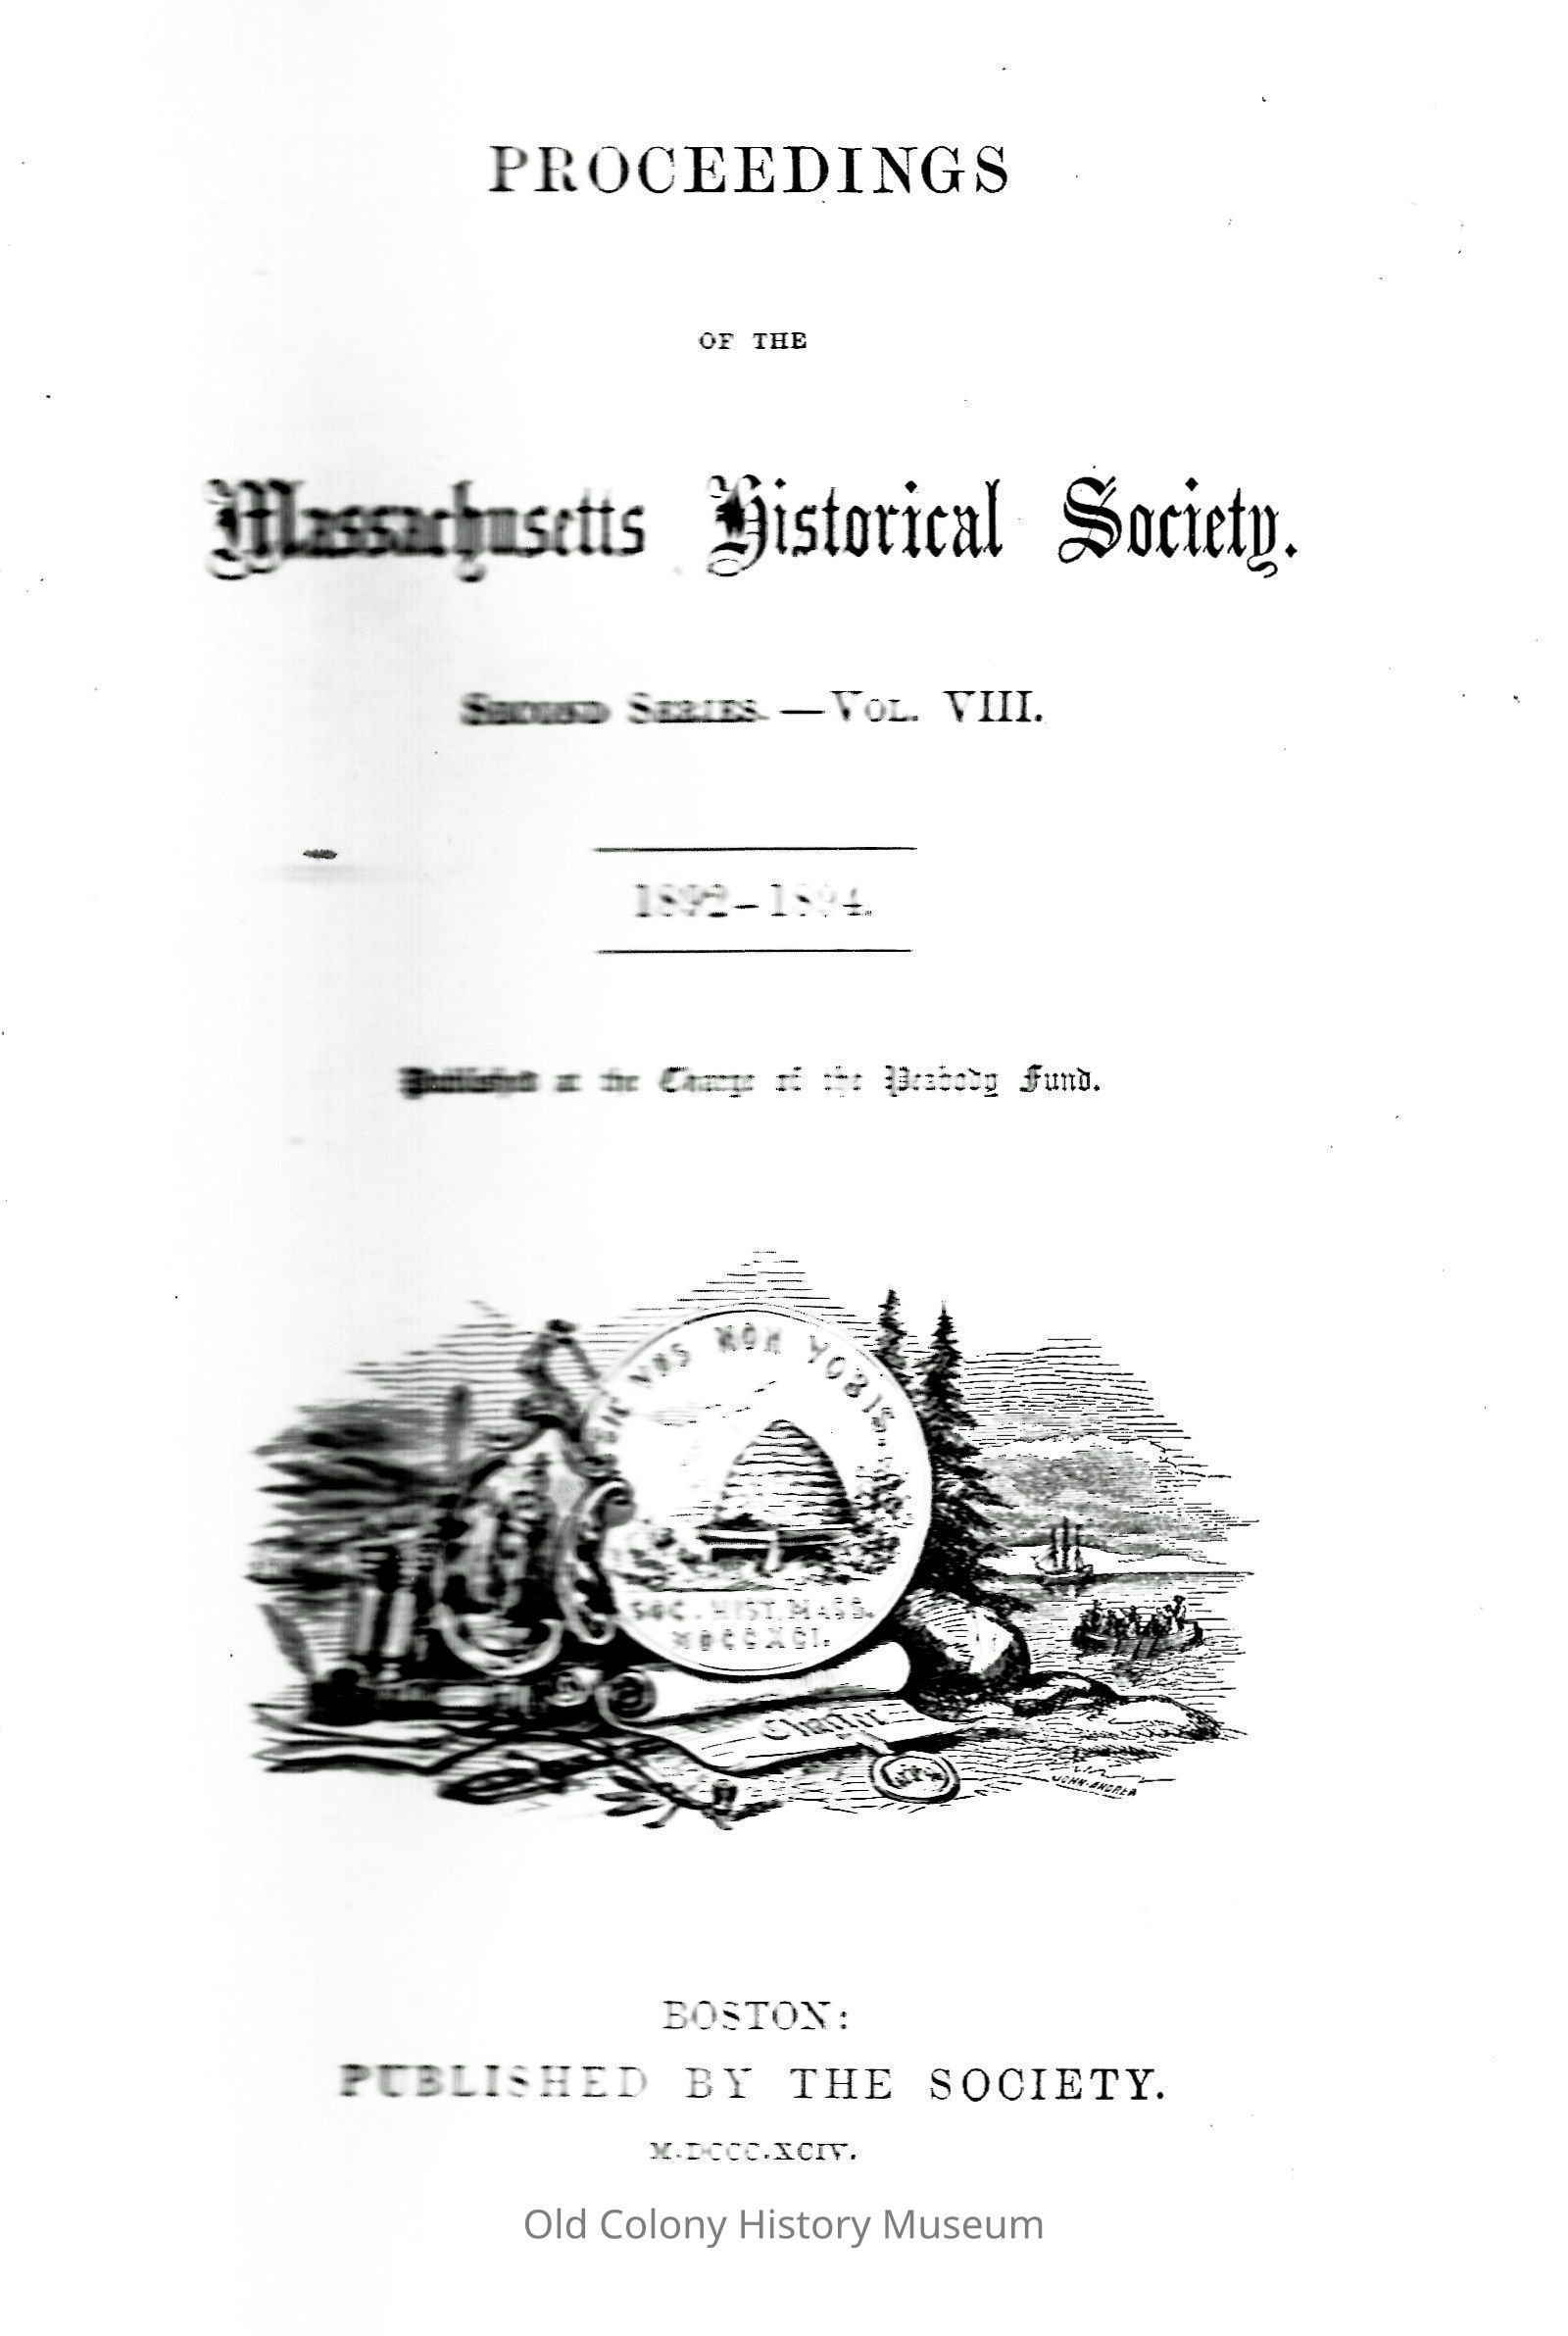 PROCEEDINGS
OF THE
Massachusetts Historical Society.
SECOND SERIES.—VOL. VIII.
1892–1894.
Published at the Charge of the Peabody Fund.
SIC VOS NON VOBIS
SOC. HIST. MASS.
MDCCXCI.
Charter
JOHN·ANDREW
BOSTON:
PUBLISHED BY THE SOCIETY.
M.DCCC.XCIV.
Old Colony History Museum